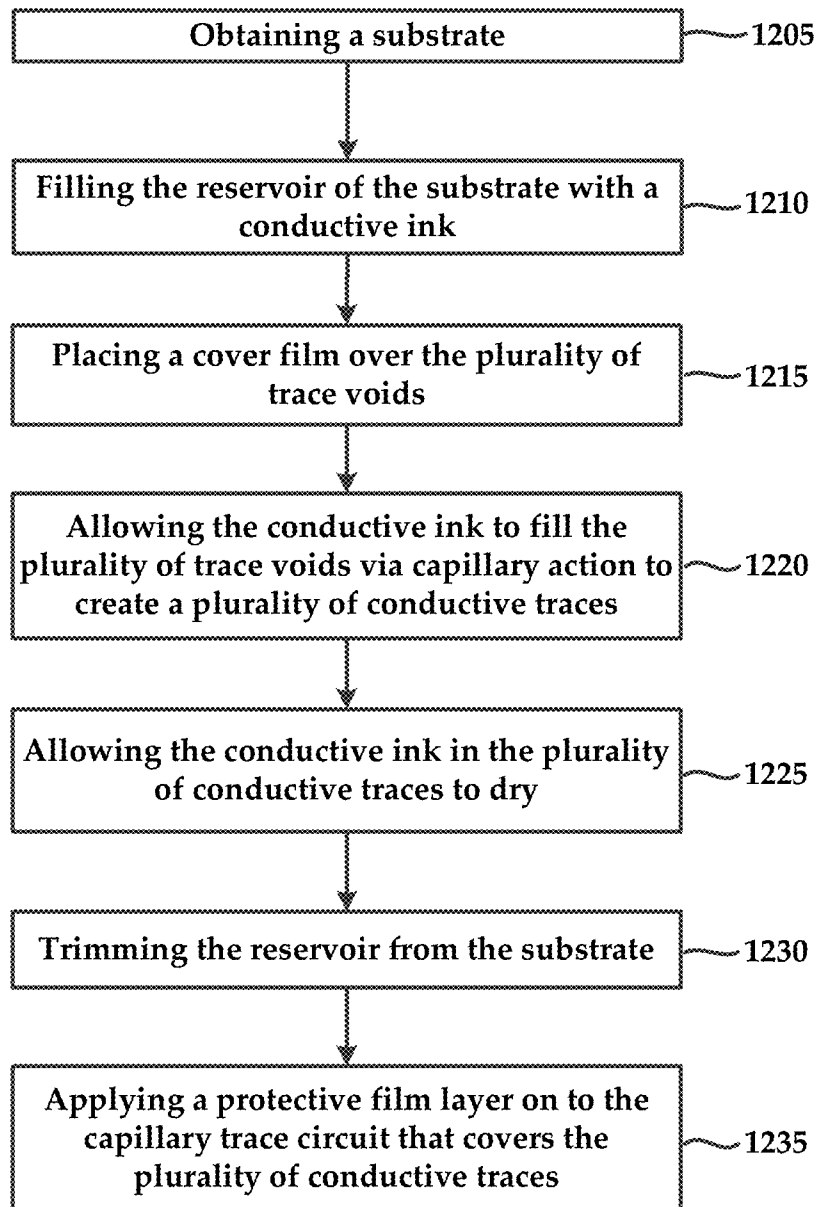 Obtaining a substrate
1205
Filling the reservoir of the substrate with a
conductive ink
1210
Placing a cover film over the plurality of
trace voids
1215
Allowing the conductive ink to fill the
plurality of trace voids via capillary action to
create a plurality of conductive traces
1220
Allowing the conductive ink in the plurality
of conductive traces to dry
1225
Trimming the reservoir from the substrate
1230
Applying a protective film layer on to the
capillary trace circuit that covers the
plurality of conductive traces
1235